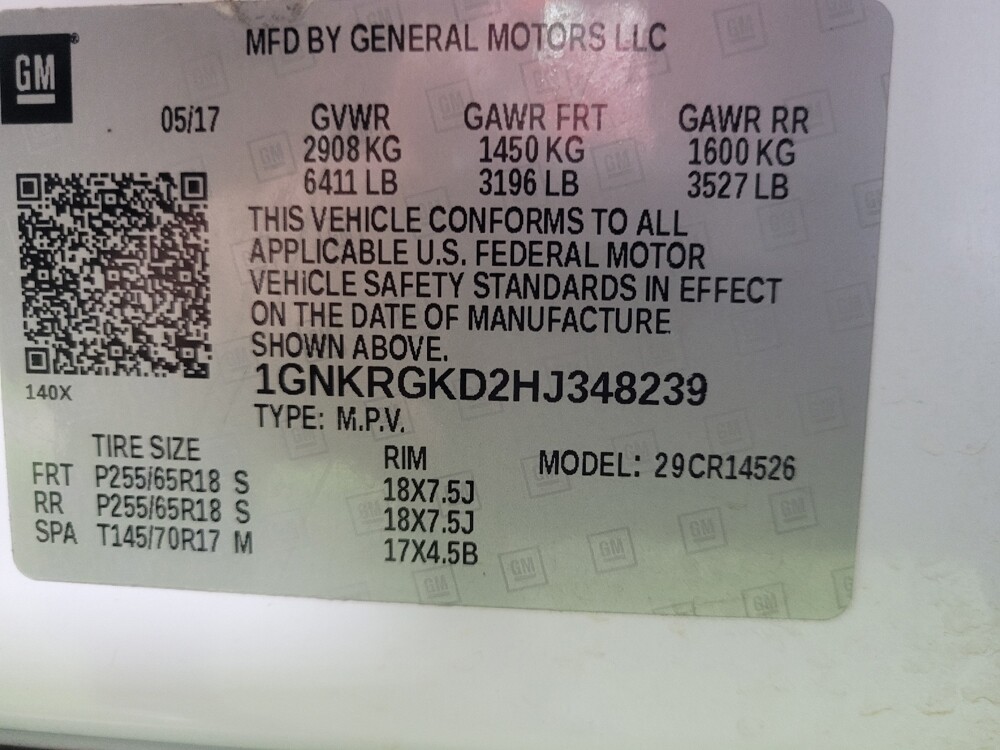 GM
MFD BY GENERAL MOTORS LLC
05/17 GVWR GAWR FRT GAWR RR
2908 KG 1450 KG 1600 KG
6411 LB 3196 LB 3527 LB
THIS VEHICLE CONFORMS TO ALL
APPLICABLE U.S. FEDERAL MOTOR
VEHICLE SAFETY STANDARDS IN EFFECT
ON THE DATE OF MANUFACTURE
SHOWN ABOVE.
140X
1GNKRGKD2HJ348239
TYPE: M.P.V.
TIRE SIZE RIM MODEL: 29CR14526
FRT P255/65R18 S 18X7.5J
RR P255/65R18 S 18X7.5J
SPA T145/70R17 M 17X4.5B